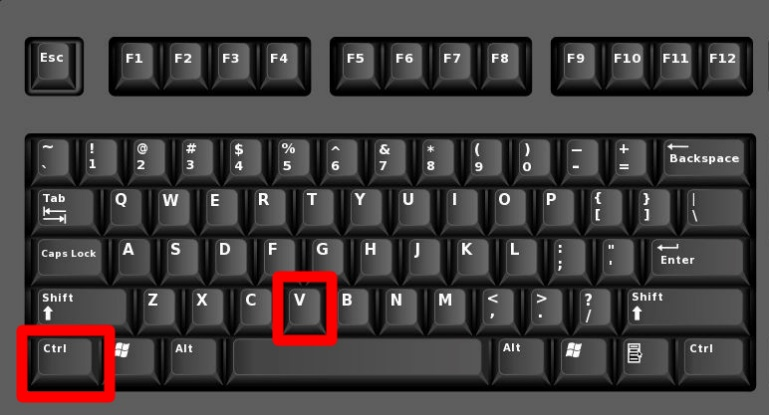 Esc F1 F2 F3 F4 F5 F6 F7 F8 F9 F10 F11 F12
~ ! @ # $ % ^ & * ( ) — +
` 1 2 3 4 5 6 7 8 9 0 - = Backspace
Tab Q W E R T Y U I O P { } |
[ ] \
Caps Lock A S D F G H J K L : " Enter
; '
Shift Z X C V B N M < > ? Shift
, . /
Ctrl Alt Alt Ctrl